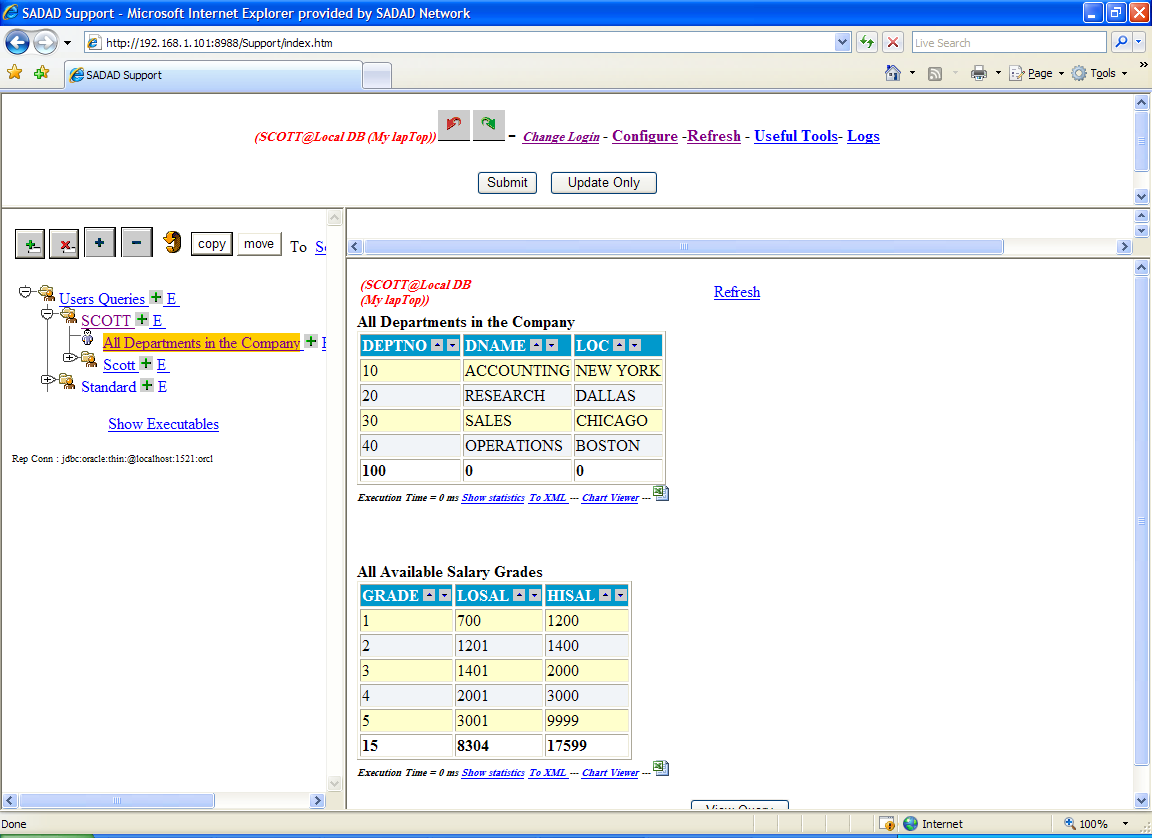 SADAD Support - Microsoft Internet Explorer provided by SADAD Network
http://192.168.1.101:8988/Support/index.htm
Live Search
SADAD Support
Page
Tools
(SCOTT@Local DB (My lapTop)) - Change Login - Configure -Refresh - Useful Tools- Logs
Submit Update Only
copy move To
Users Queries E
SCOTT E
All Departments in the Company
Scott E
Standard E
Show Executables
Rep Conn : jdbc:oracle:thin:@localhost:1521:orcl
(SCOTT@Local DB
(My lapTop))
Refresh
All Departments in the Company
DEPTNO DNAME LOC
10 ACCOUNTING NEW YORK
20 RESEARCH DALLAS
30 SALES CHICAGO
40 OPERATIONS BOSTON
100 0 0
Execution Time = 0 ms Show statistics To XML --- Chart Viewer ---
All Available Salary Grades
GRADE LOSAL HISAL
1 700 1200
2 1201 1400
3 1401 2000
4 2001 3000
5 3001 9999
15 8304 17599
Execution Time = 0 ms Show statistics To XML --- Chart Viewer ---
View Query
Done
Internet
100%